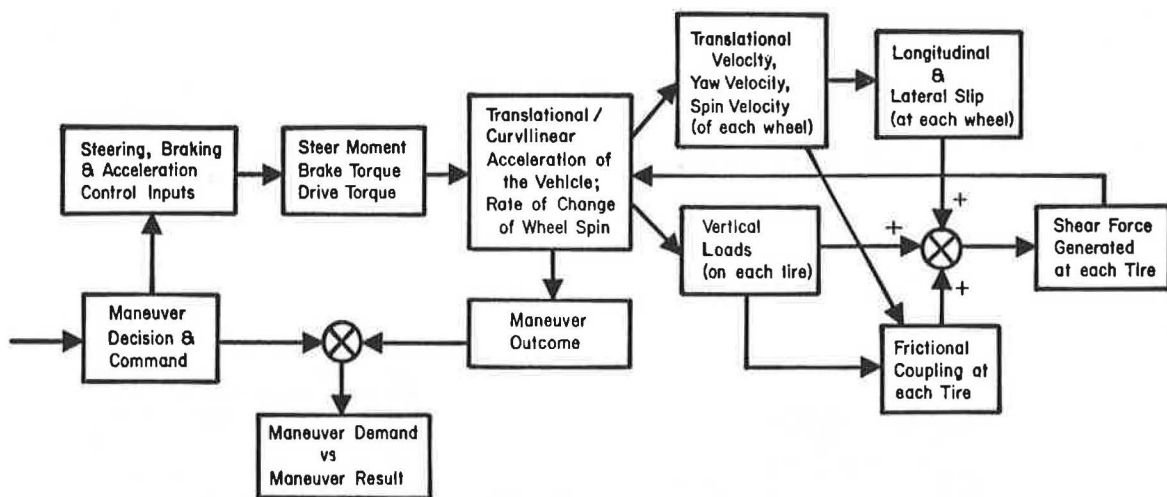 Translational
Velocity,
Yaw Velocity,
Spin Velocity
(of each wheel)
Longitudinal
&
Lateral Slip
(at each wheel)
Steering, Braking
& Acceleration
Control Inputs
Steer Moment
Brake Torque
Drive Torque
Translational /
Curvilinear
Acceleration of
the Vehicle;
Rate of Change
of Wheel Spin
Vertical
Loads
(on each tire)
+
+
+
Shear Force
Generated
at each Tire
Maneuver
Decision &
Command
Maneuver
Outcome
Frictional
Coupling at
each Tire
Maneuver Demand
vs
Maneuver Result